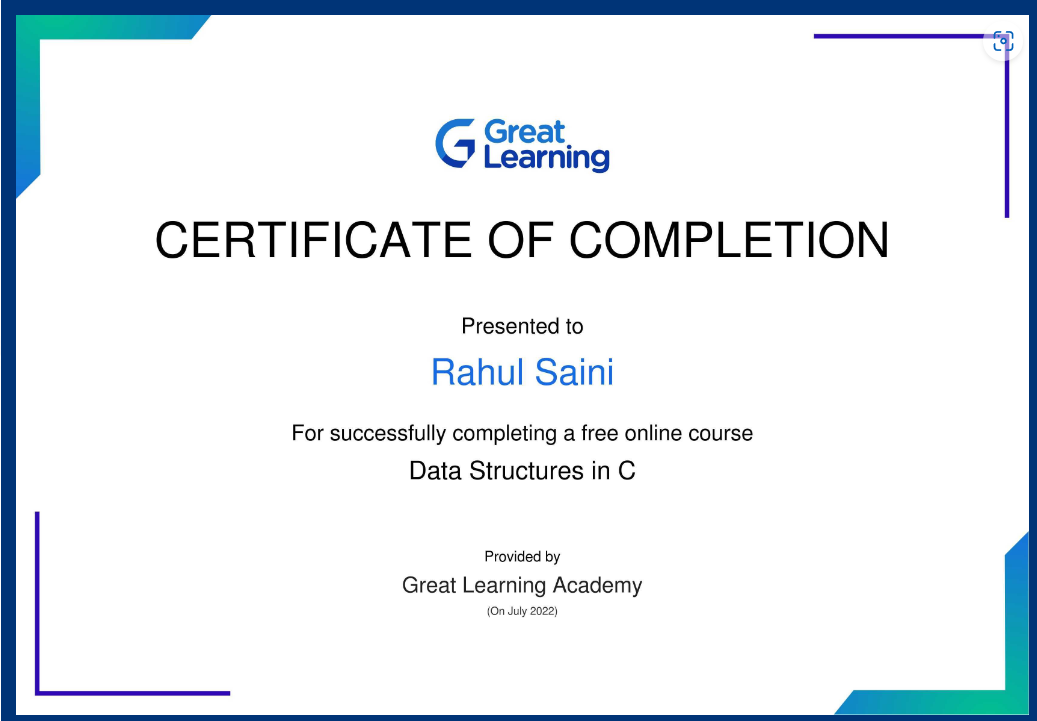 Great
Learning
CERTIFICATE OF COMPLETION
Presented to
Rahul Saini
For successfully completing a free online course
Data Structures in C
Provided by
Great Learning Academy
(On July 2022)